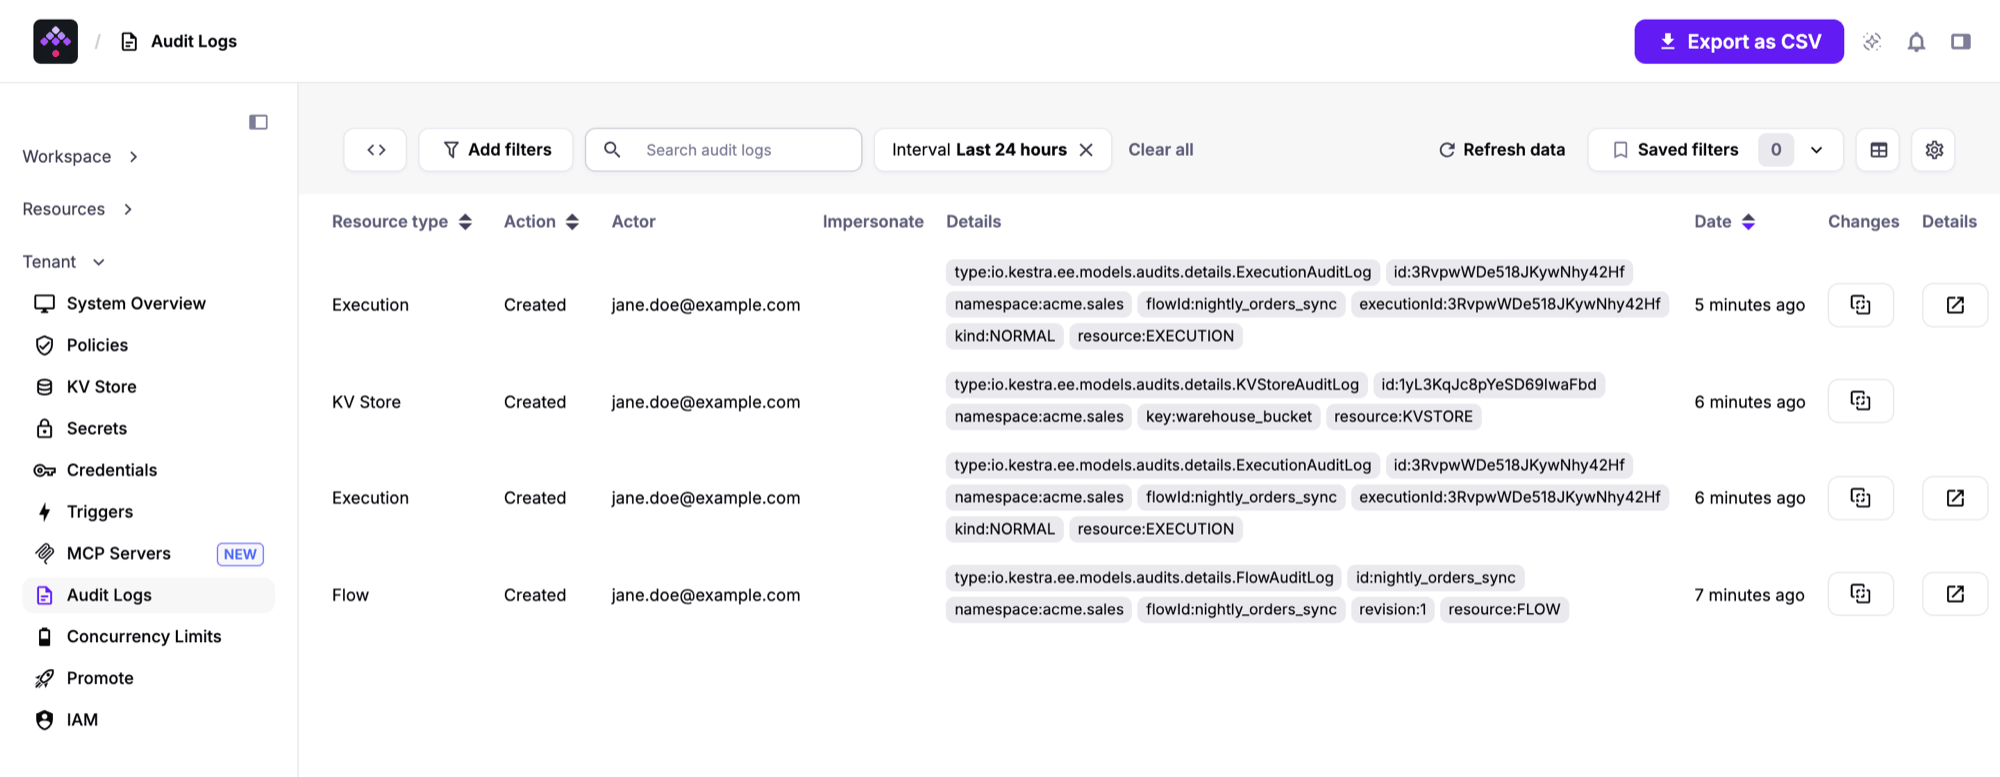 / Audit Logs
Export as CSV
Workspace
Resources
Tenant
System Overview
Policies
KV Store
Secrets
Credentials
Triggers
MCP Servers NEW
Audit Logs
Concurrency Limits
Promote
IAM
Add filters
Search audit logs
Interval Last 24 hours
Clear all
Refresh data
Saved filters 0
Resource type Action Actor Impersonate Details Date Changes Details
Execution Created jane.doe@example.com
type:io.kestra.ee.models.audits.details.ExecutionAuditLog id:3RvpwWDe518JKywNhy42Hf
namespace:acme.sales flowId:nightly_orders_sync executionId:3RvpwWDe518JKywNhy42Hf
kind:NORMAL resource:EXECUTION
5 minutes ago
KV Store Created jane.doe@example.com
type:io.kestra.ee.models.audits.details.KVStoreAuditLog id:1yL3KqJc8pYeSD69IwaFbd
namespace:acme.sales key:warehouse_bucket resource:KVSTORE
6 minutes ago
Execution Created jane.doe@example.com
type:io.kestra.ee.models.audits.details.ExecutionAuditLog id:3RvpwWDe518JKywNhy42Hf
namespace:acme.sales flowId:nightly_orders_sync executionId:3RvpwWDe518JKywNhy42Hf
kind:NORMAL resource:EXECUTION
6 minutes ago
Flow Created jane.doe@example.com
type:io.kestra.ee.models.audits.details.FlowAuditLog id:nightly_orders_sync
namespace:acme.sales flowId:nightly_orders_sync revision:1 resource:FLOW
7 minutes ago